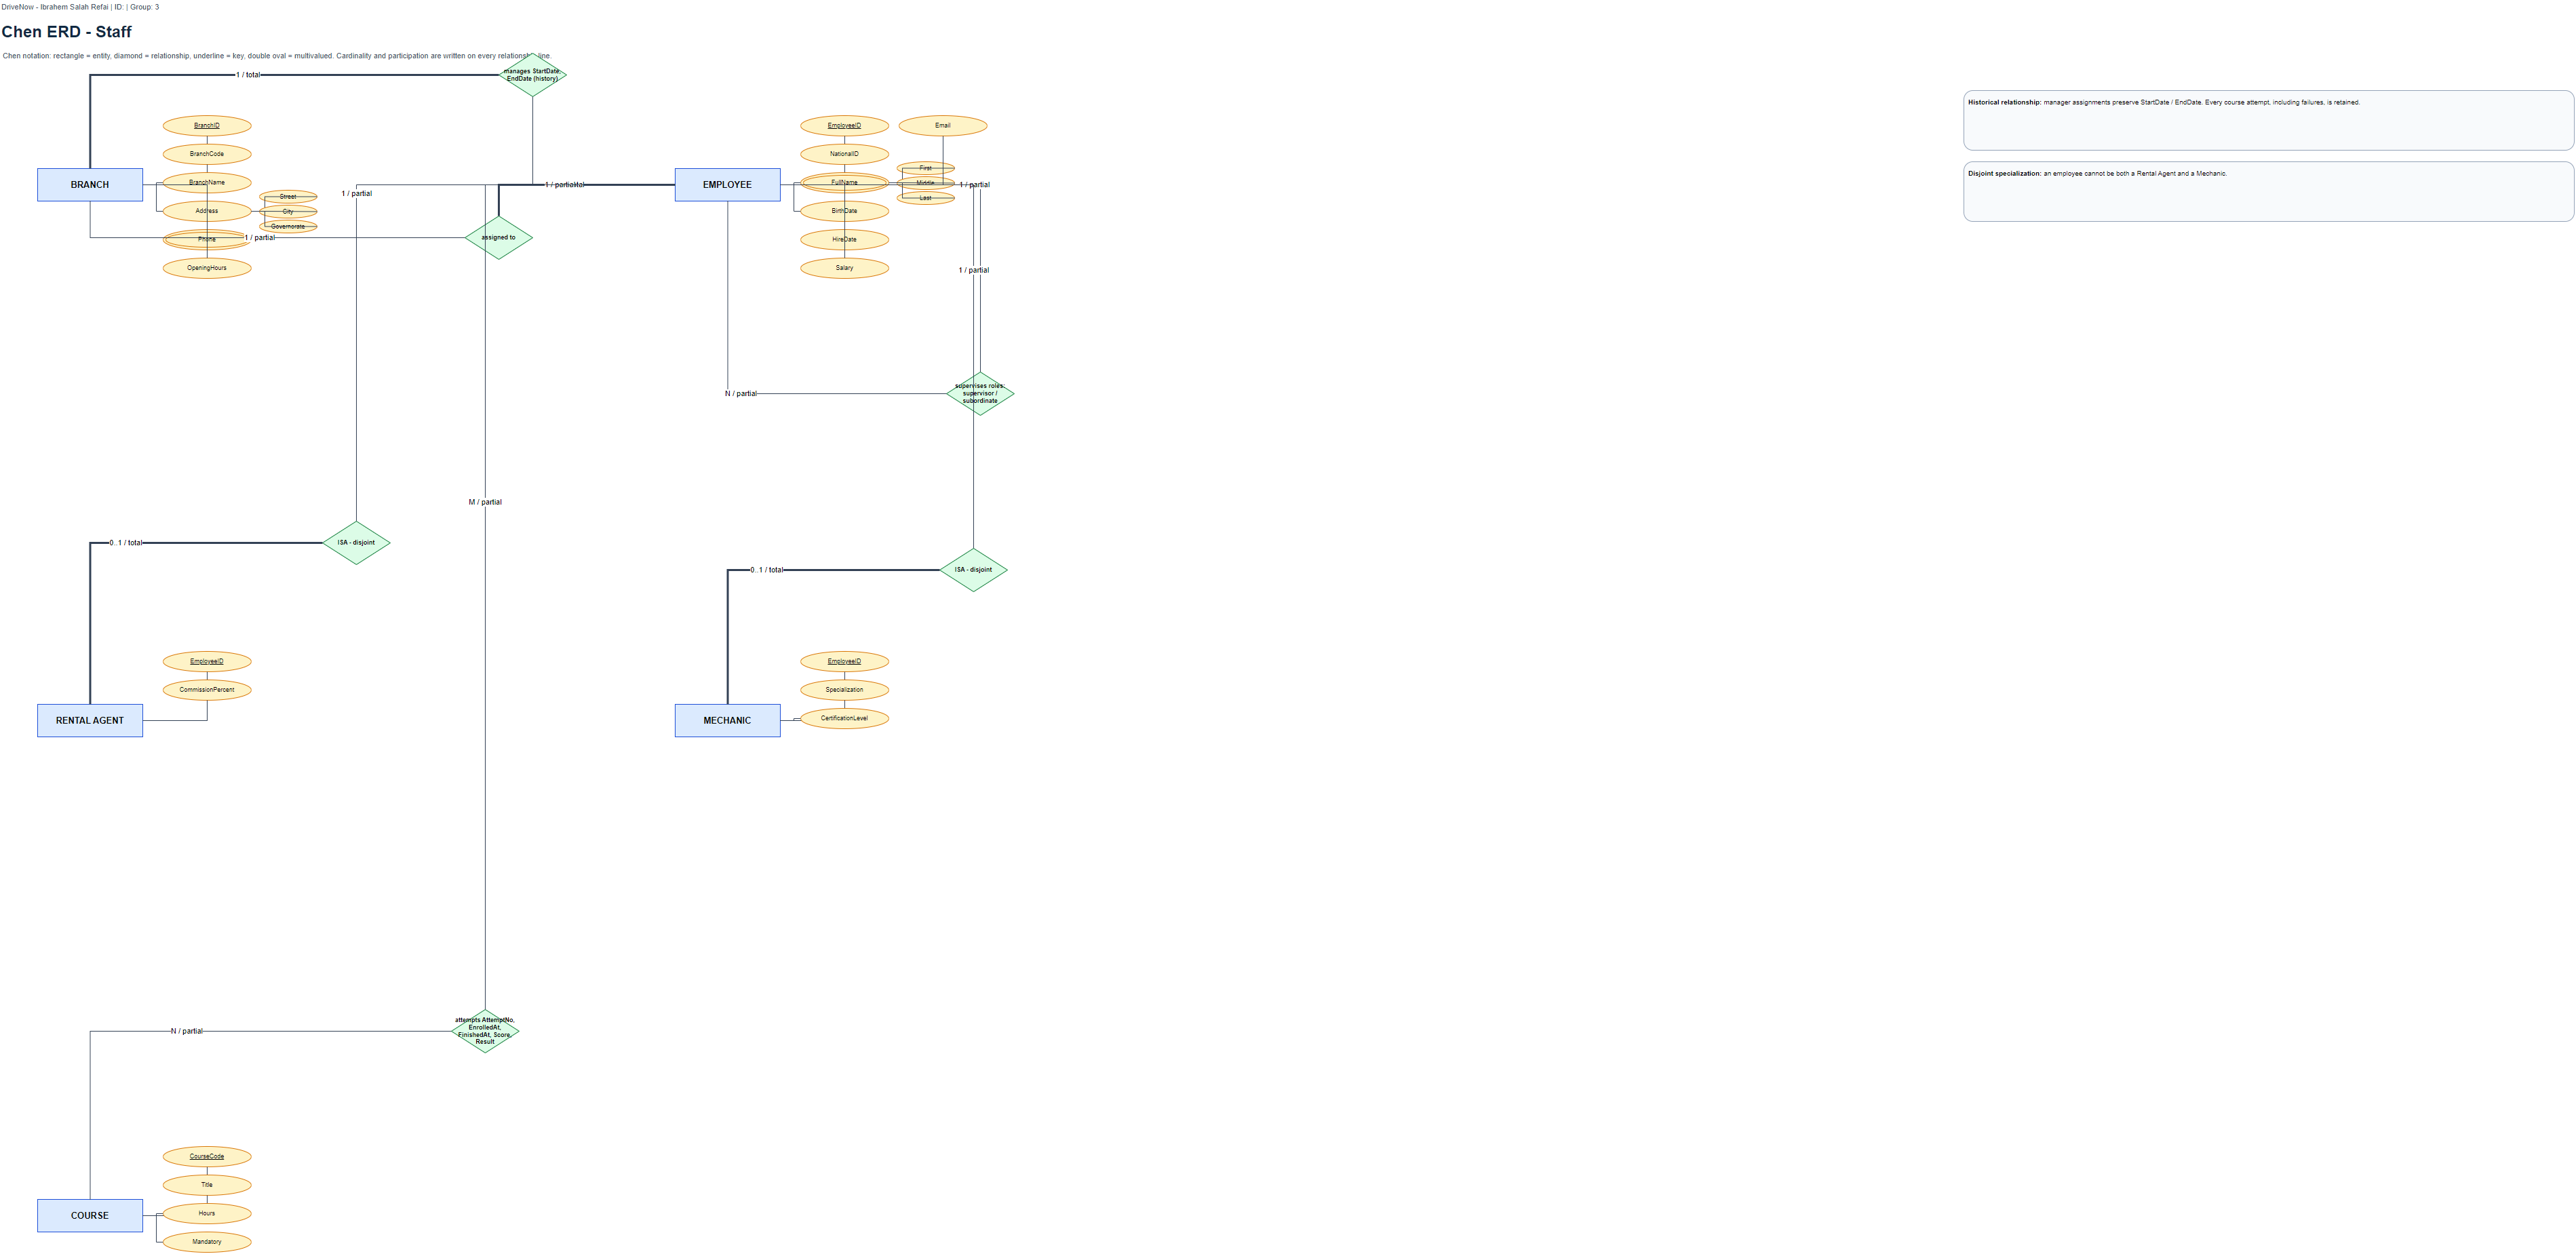 DriveNow - Ibrahem Salah Refai | ID: | Group: 3
Chen ERD - Staff
Chen notation: rectangle = entity, diamond = relationship, underline = key, double oval = multivalued. Cardinality and participation are written on every relationship line.
1 / total
manages StartDate,
EndDate (history)
Historical relationship: manager assignments preserve StartDate / EndDate. Every course attempt, including failures, is retained.
Disjoint specialization: an employee cannot be both a Rental Agent and a Mechanic.
BRANCH
BranchID
BranchCode
BranchName
Address
Phone
OpeningHours
Street
City
Governorate
1 / partial
1 / partial
assigned to
1 / partial
EMPLOYEE
EmployeeID
Email
NationalID
FullName
First
Middle
Last
BirthDate
HireDate
Salary
1 / partial
1 / partial
N / partial
supervises roles:
supervisor /
subordinate
M / partial
0..1 / total
ISA - disjoint
0..1 / total
ISA - disjoint
RENTAL AGENT
EmployeeID
CommissionPercent
MECHANIC
EmployeeID
Specialization
CertificationLevel
N / partial
attempts AttemptNo,
EnrolledAt,
FinishedAt, Score,
Result
COURSE
CourseCode
Title
Hours
Mandatory